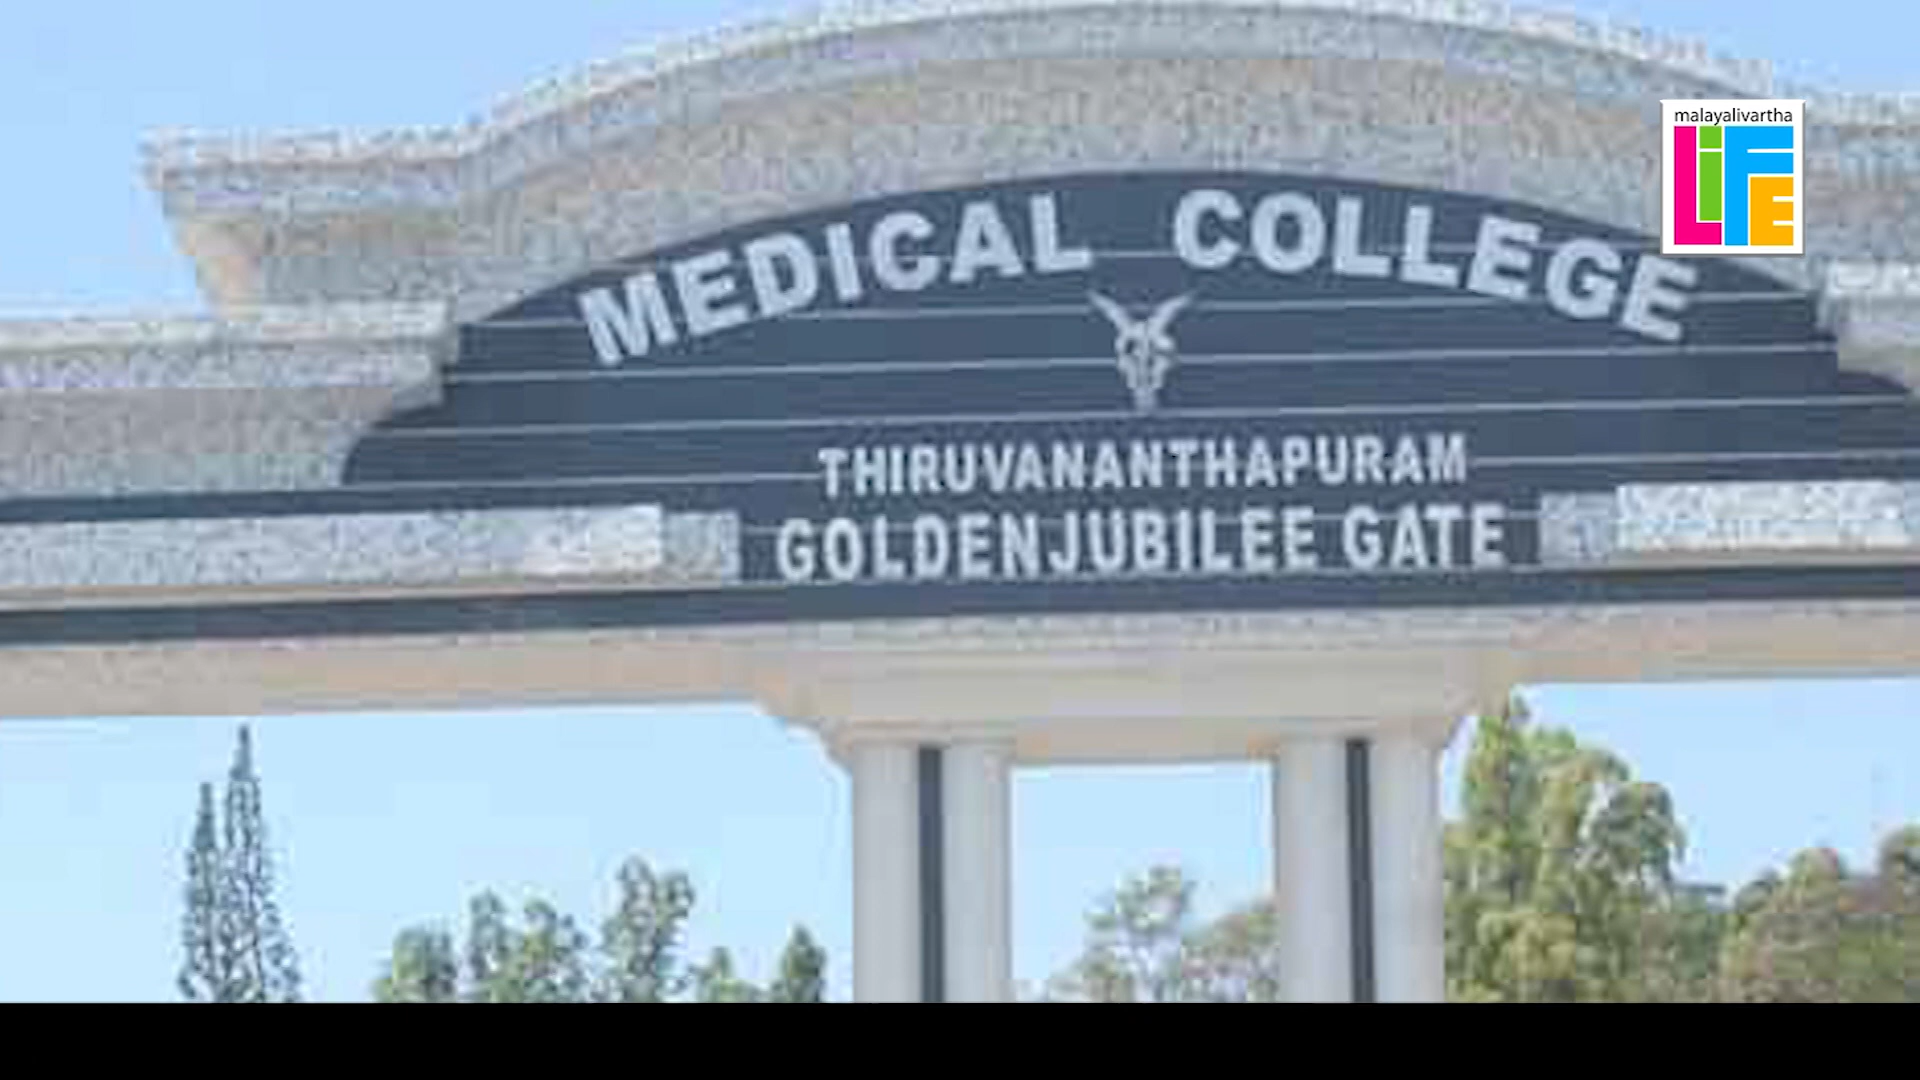 malayalivartha
LIFE
MEDICAL COLLEGE
THIRUVANANTHAPURAM
GOLDENJUBILEE GATE